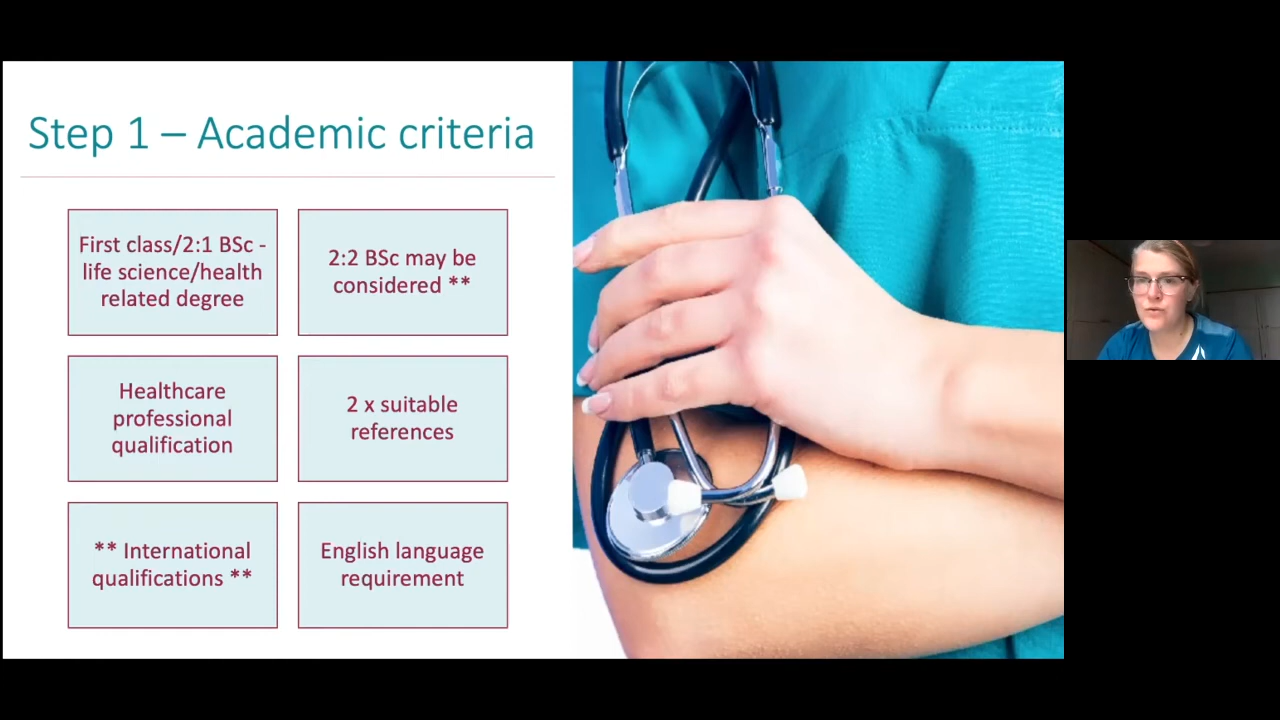 Step 1 – Academic criteria
First class/2:1 BSc -
life science/health
related degree
2:2 BSc may be
considered **
Healthcare
professional
qualification
2 x suitable
references
** International
qualifications **
English language
requirement